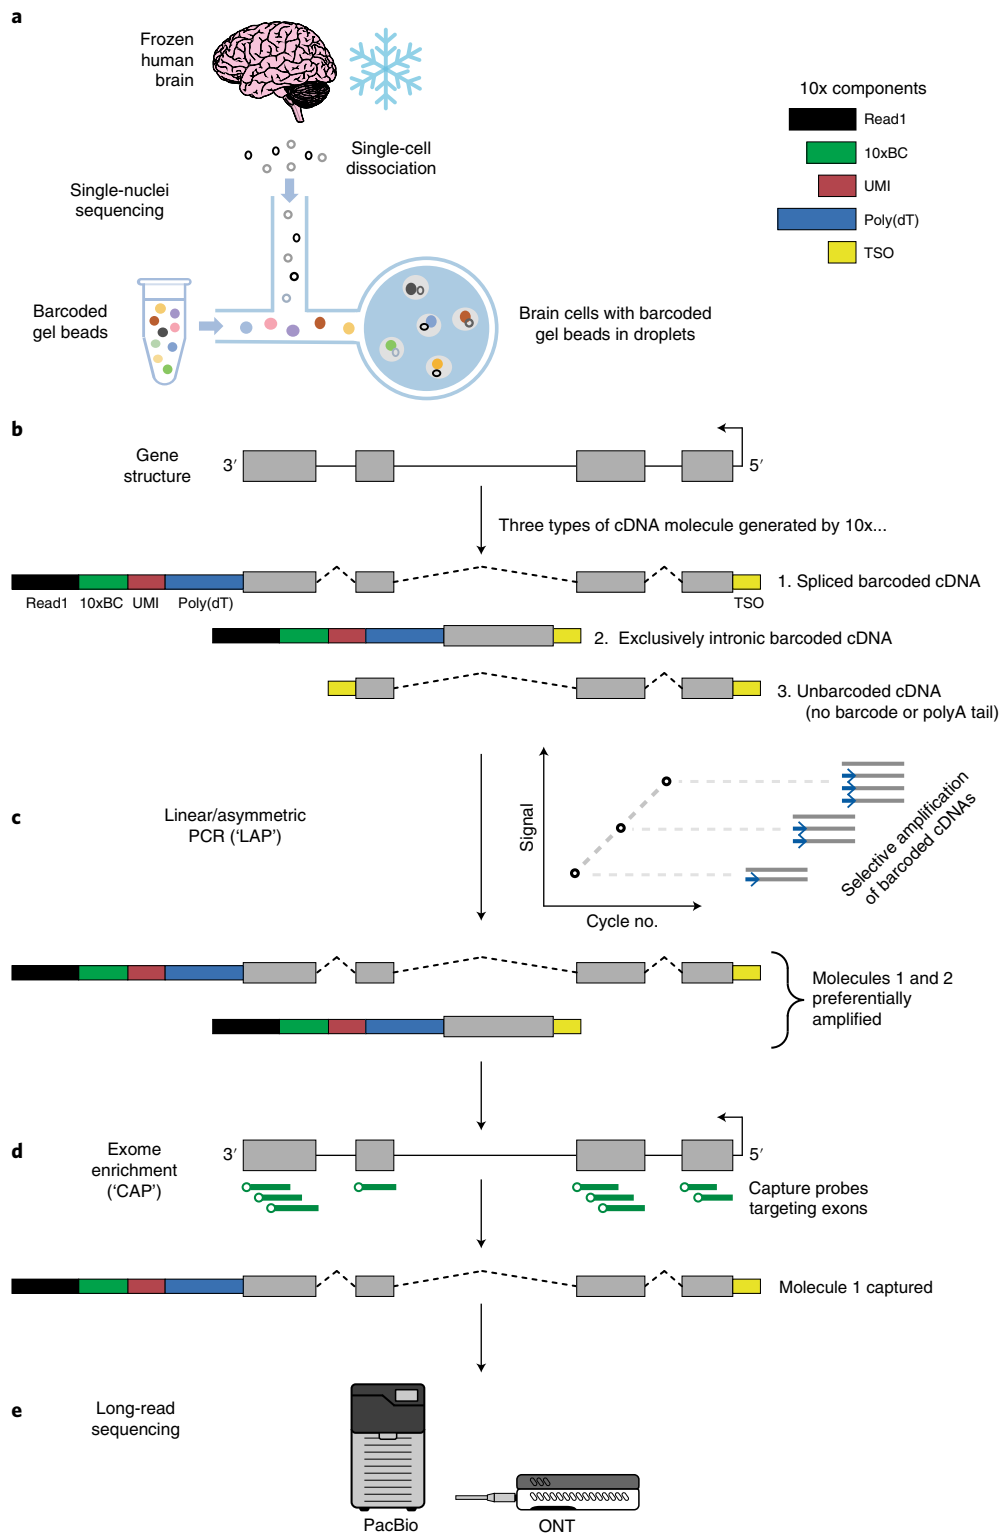 a
Frozen
human
brain
Single-cell
dissociation
Single-nuclei
sequencing
Barcoded
gel beads
Brain cells with barcoded
gel beads in droplets
10x components
Read1
10xBC
UMI
Poly(dT)
TSO
b
Gene
structure
3′
5′
Three types of cDNA molecule generated by 10x...
1. Spliced barcoded cDNA
Read1 10xBC UMI Poly(dT)
TSO
2. Exclusively intronic barcoded cDNA
3. Unbarcoded cDNA
(no barcode or polyA tail)
c
Linear/asymmetric
PCR (‘LAP’)
Signal
Cycle no.
Selective amplification
of barcoded cDNAs
Molecules 1 and 2
preferentially
amplified
d
Exome
enrichment
(‘CAP’)
3′
5′
Capture probes
targeting exons
Molecule 1 captured
e
Long-read
sequencing
PacBio
ONT